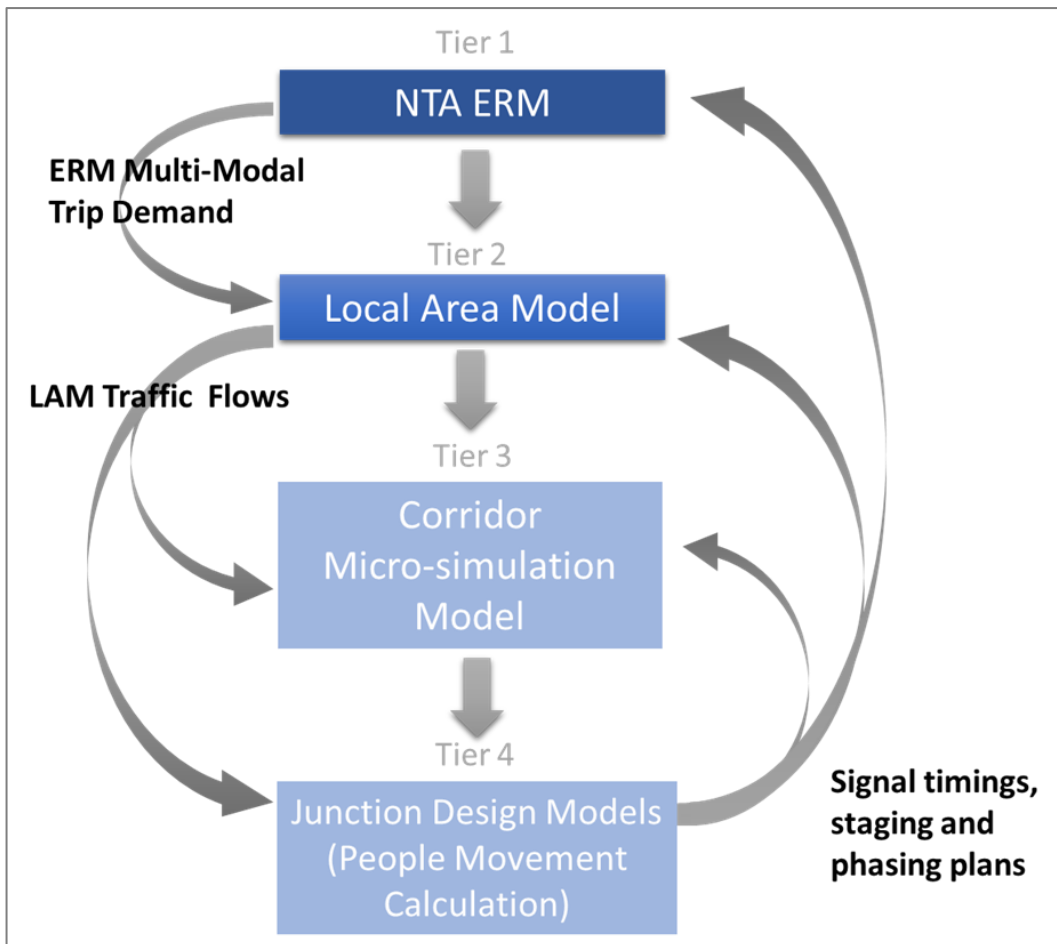 Tier 1
NTA ERM
ERM Multi-Modal
Trip Demand
Tier 2
Local Area Model
LAM Traffic Flows
Tier 3
Corridor
Micro-simulation
Model
Tier 4
Junction Design Models
(People Movement
Calculation)
Signal timings,
staging and
phasing plans